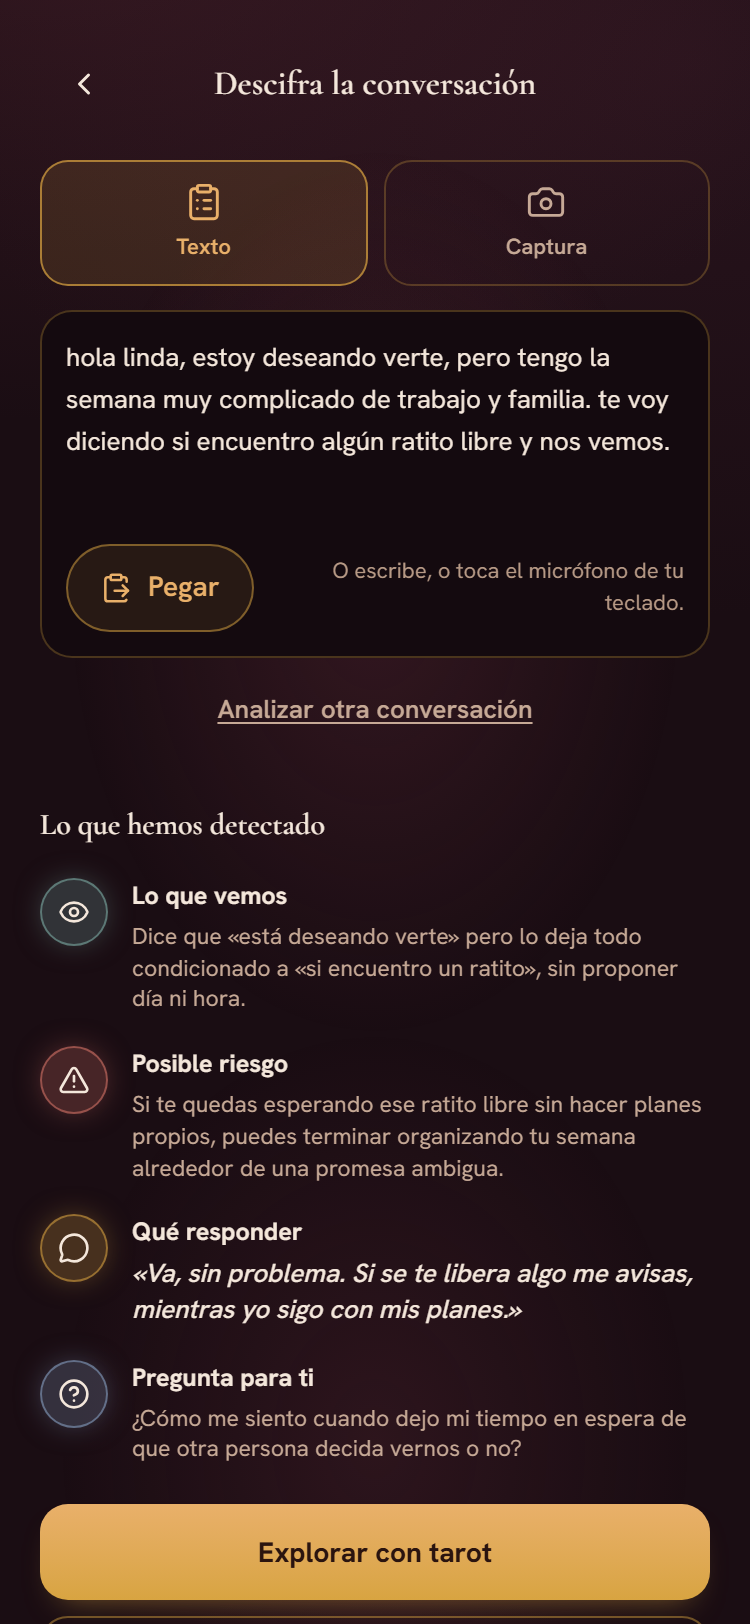 Descifra la conversación
Texto
Captura
hola linda, estoy deseando verte, pero tengo la
semana muy complicado de trabajo y familia. te voy
diciendo si encuentro algún ratito libre y nos vemos.
Pegar
O escribe, o toca el micrófono de tu
teclado.
Analizar otra conversación
Lo que hemos detectado
Lo que vemos
Dice que «está deseando verte» pero lo deja todo
condicionado a «si encuentro un ratito», sin proponer
día ni hora.
Posible riesgo
Si te quedas esperando ese ratito libre sin hacer planes
propios, puedes terminar organizando tu semana
alrededor de una promesa ambigua.
Qué responder
«Va, sin problema. Si se te libera algo me avisas,
mientras yo sigo con mis planes.»
Pregunta para ti
¿Cómo me siento cuando dejo mi tiempo en espera de
que otra persona decida vernos o no?
Explorar con tarot